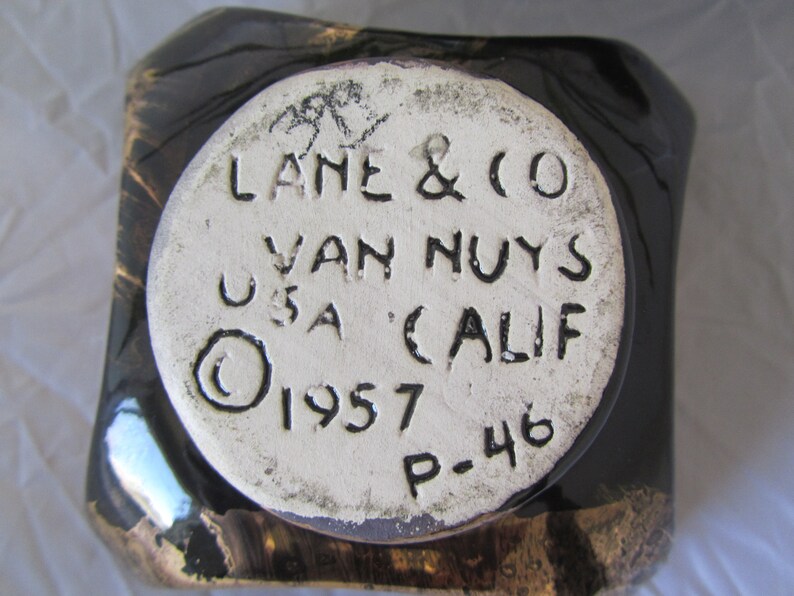 LANE & CO
VAN NUYS
USA CALIF
© 1957
P-46